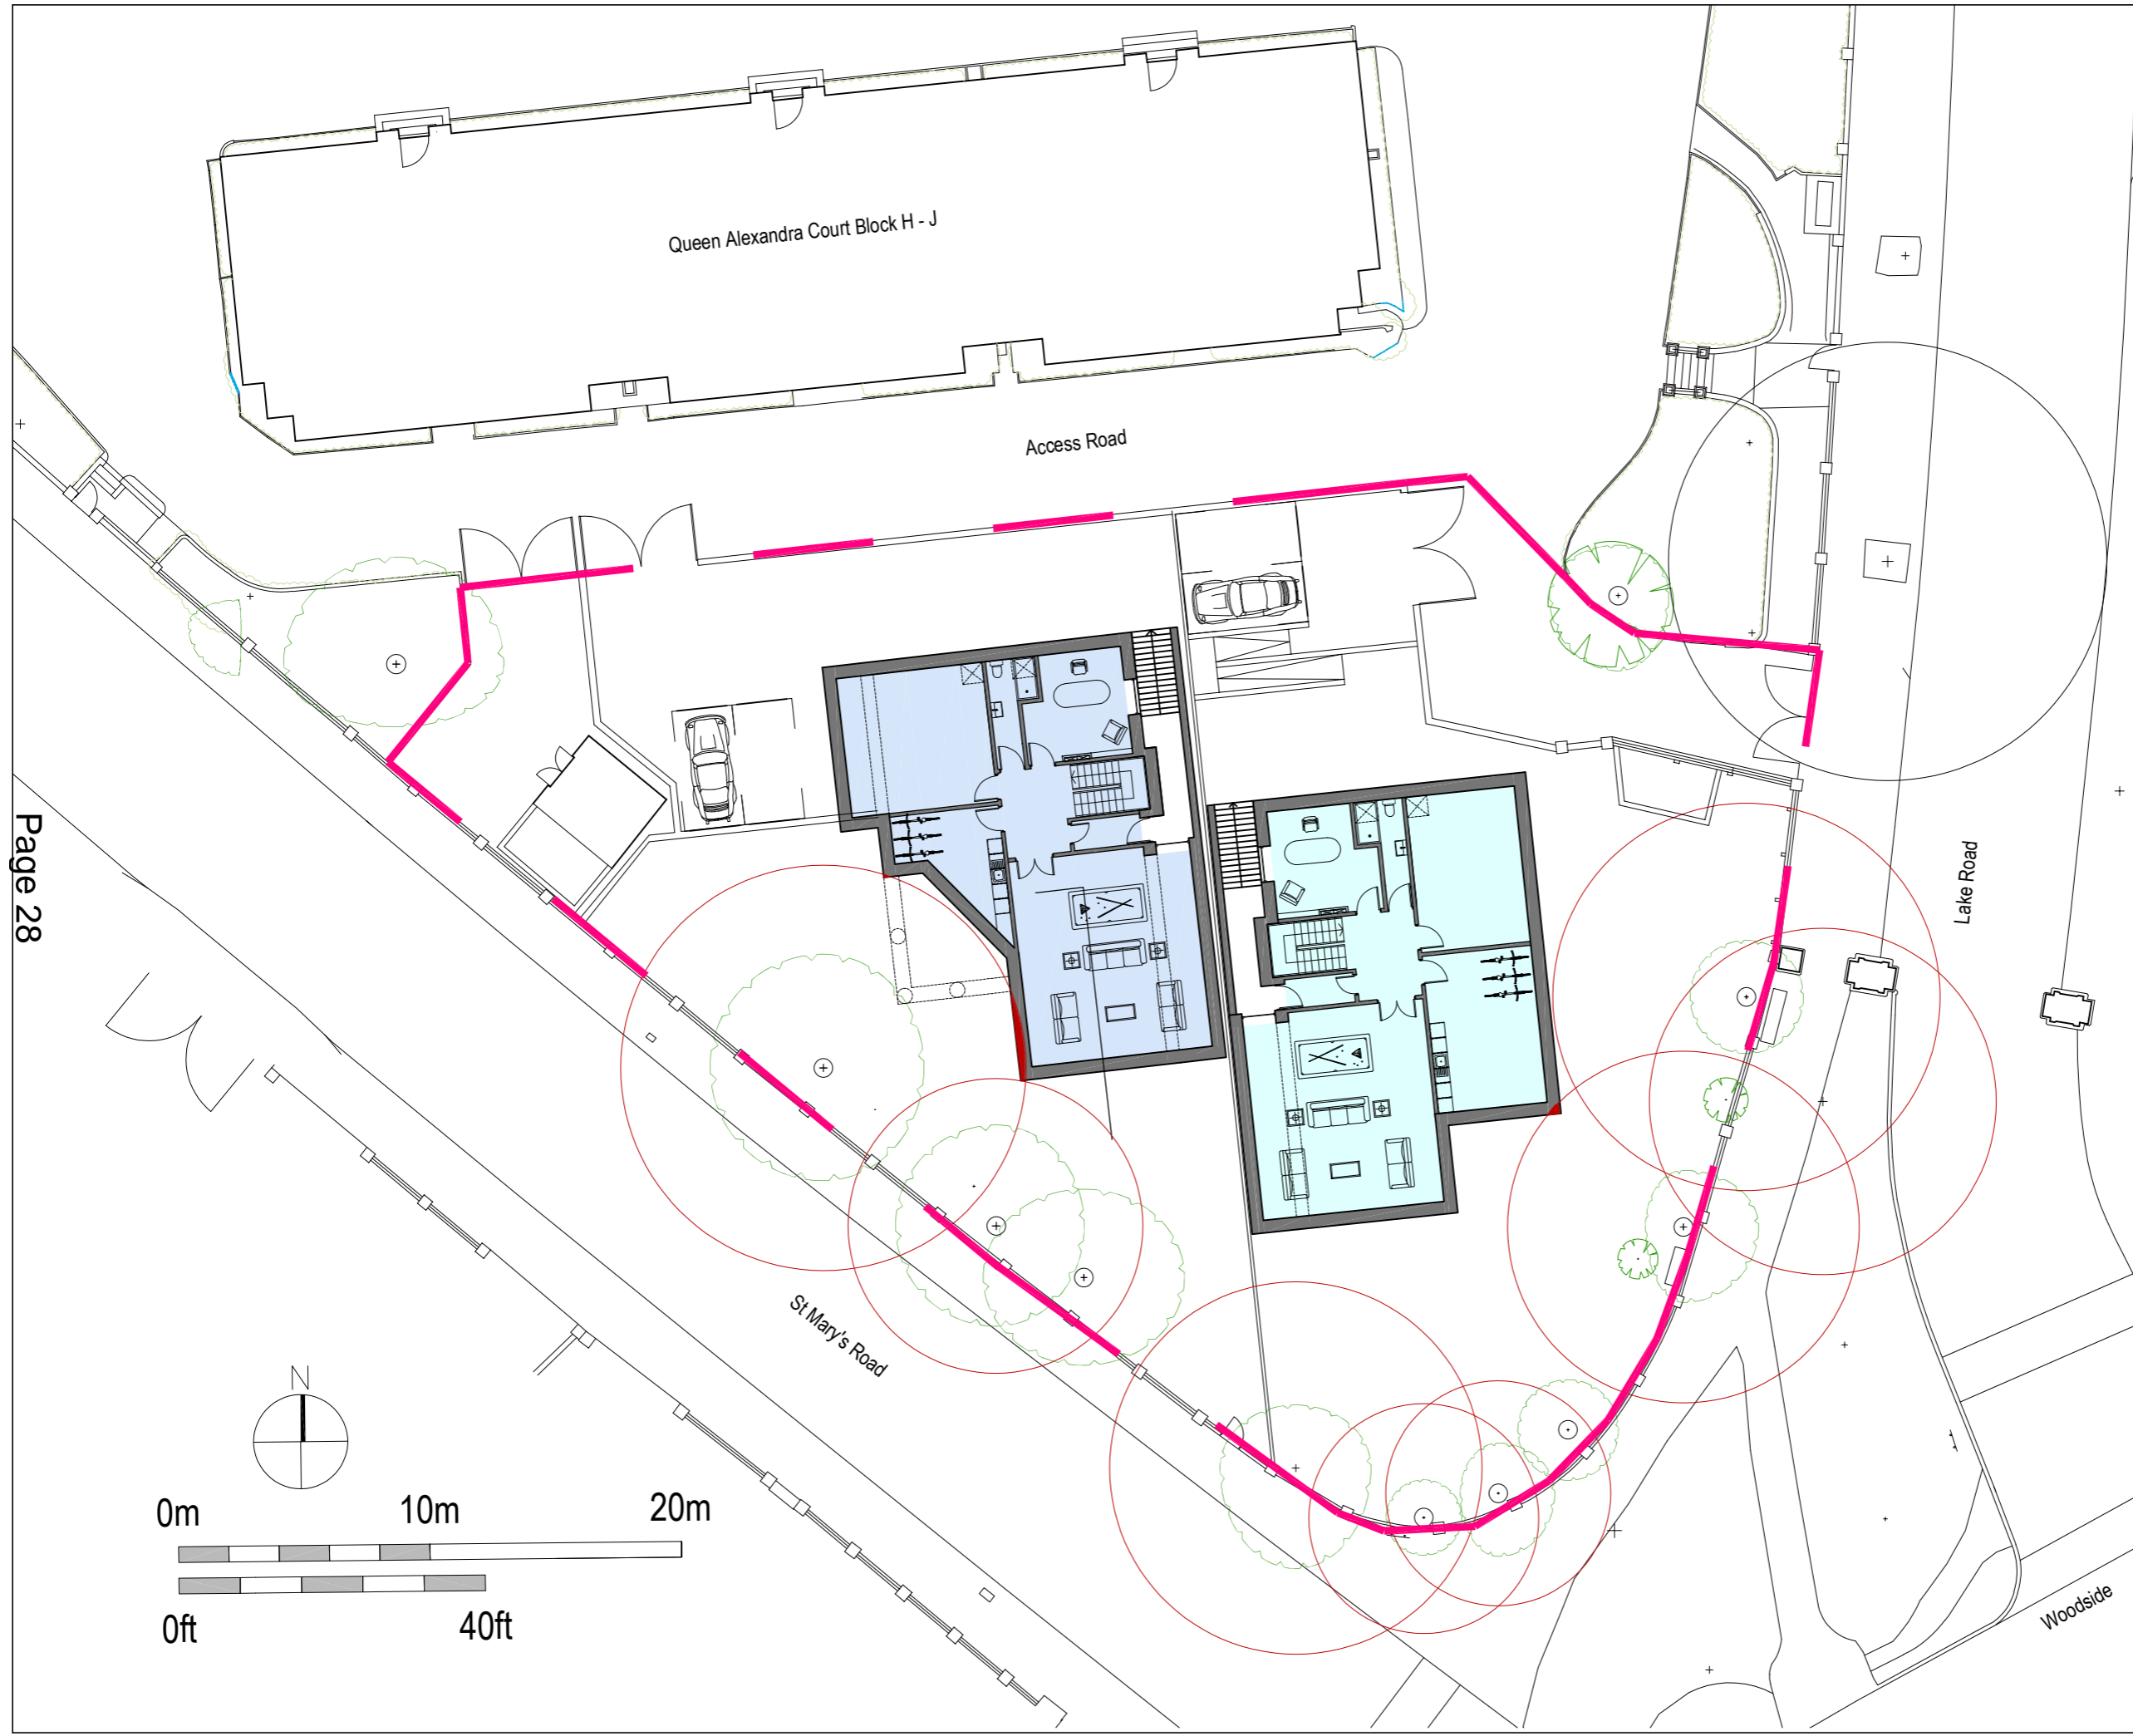 Queen Alexandra Court Block H - J
Access Road
Page 28
Lake Road
St Mary's Road
N
0m 10m 20m
0ft 40ft
Woodside